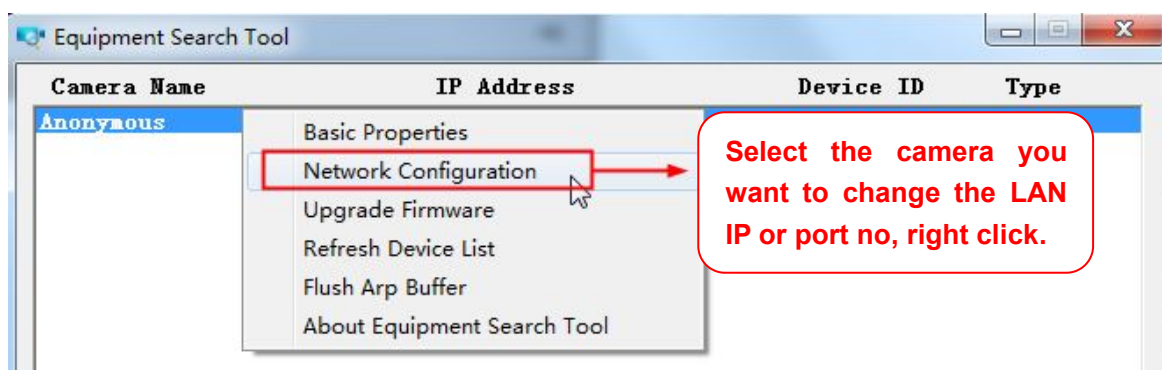 Equipment Search Tool
Camera Name IP Address Device ID Type
Anonymous
Basic Properties
Network Configuration
Upgrade Firmware
Refresh Device List
Flush Arp Buffer
About Equipment Search Tool
Select the camera you
want to change the LAN
IP or port no, right click.